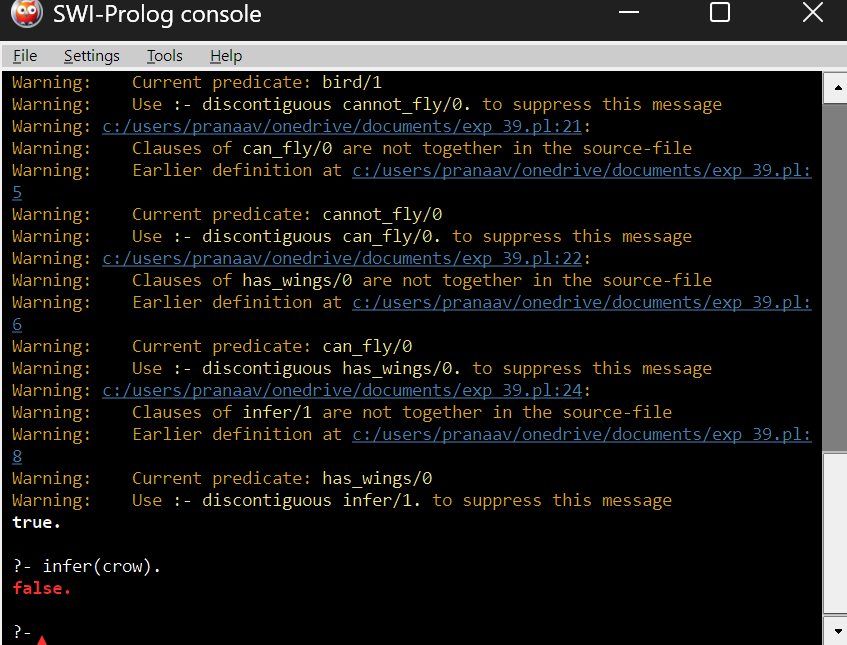 SWI-Prolog console
File Settings Tools Help
Warning: Current predicate: bird/1
Warning: Use :- discontiguous cannot_fly/0. to suppress this message
Warning: c:/users/pranaav/onedrive/documents/exp 39.pl:21:
Warning: Clauses of can_fly/0 are not together in the source-file
Warning: Earlier definition at c:/users/pranaav/onedrive/documents/exp 39.pl:
5
Warning: Current predicate: cannot_fly/0
Warning: Use :- discontiguous can_fly/0. to suppress this message
Warning: c:/users/pranaav/onedrive/documents/exp 39.pl:22:
Warning: Clauses of has_wings/0 are not together in the source-file
Warning: Earlier definition at c:/users/pranaav/onedrive/documents/exp 39.pl:
6
Warning: Current predicate: can_fly/0
Warning: Use :- discontiguous has_wings/0. to suppress this message
Warning: c:/users/pranaav/onedrive/documents/exp 39.pl:24:
Warning: Clauses of infer/1 are not together in the source-file
Warning: Earlier definition at c:/users/pranaav/onedrive/documents/exp 39.pl:
8
Warning: Current predicate: has_wings/0
Warning: Use :- discontiguous infer/1. to suppress this message
true.
?- infer(crow).
false.
?-